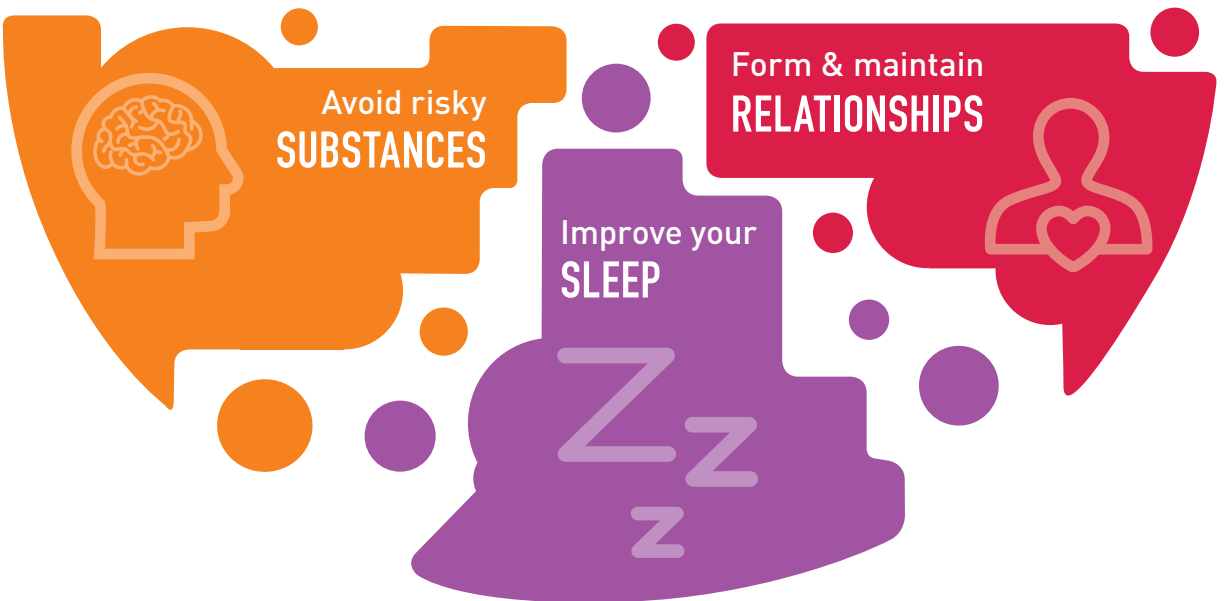 Avoid risky
SUBSTANCES
Form & maintain
RELATIONSHIPS
Improve your
SLEEP
Z
z
z